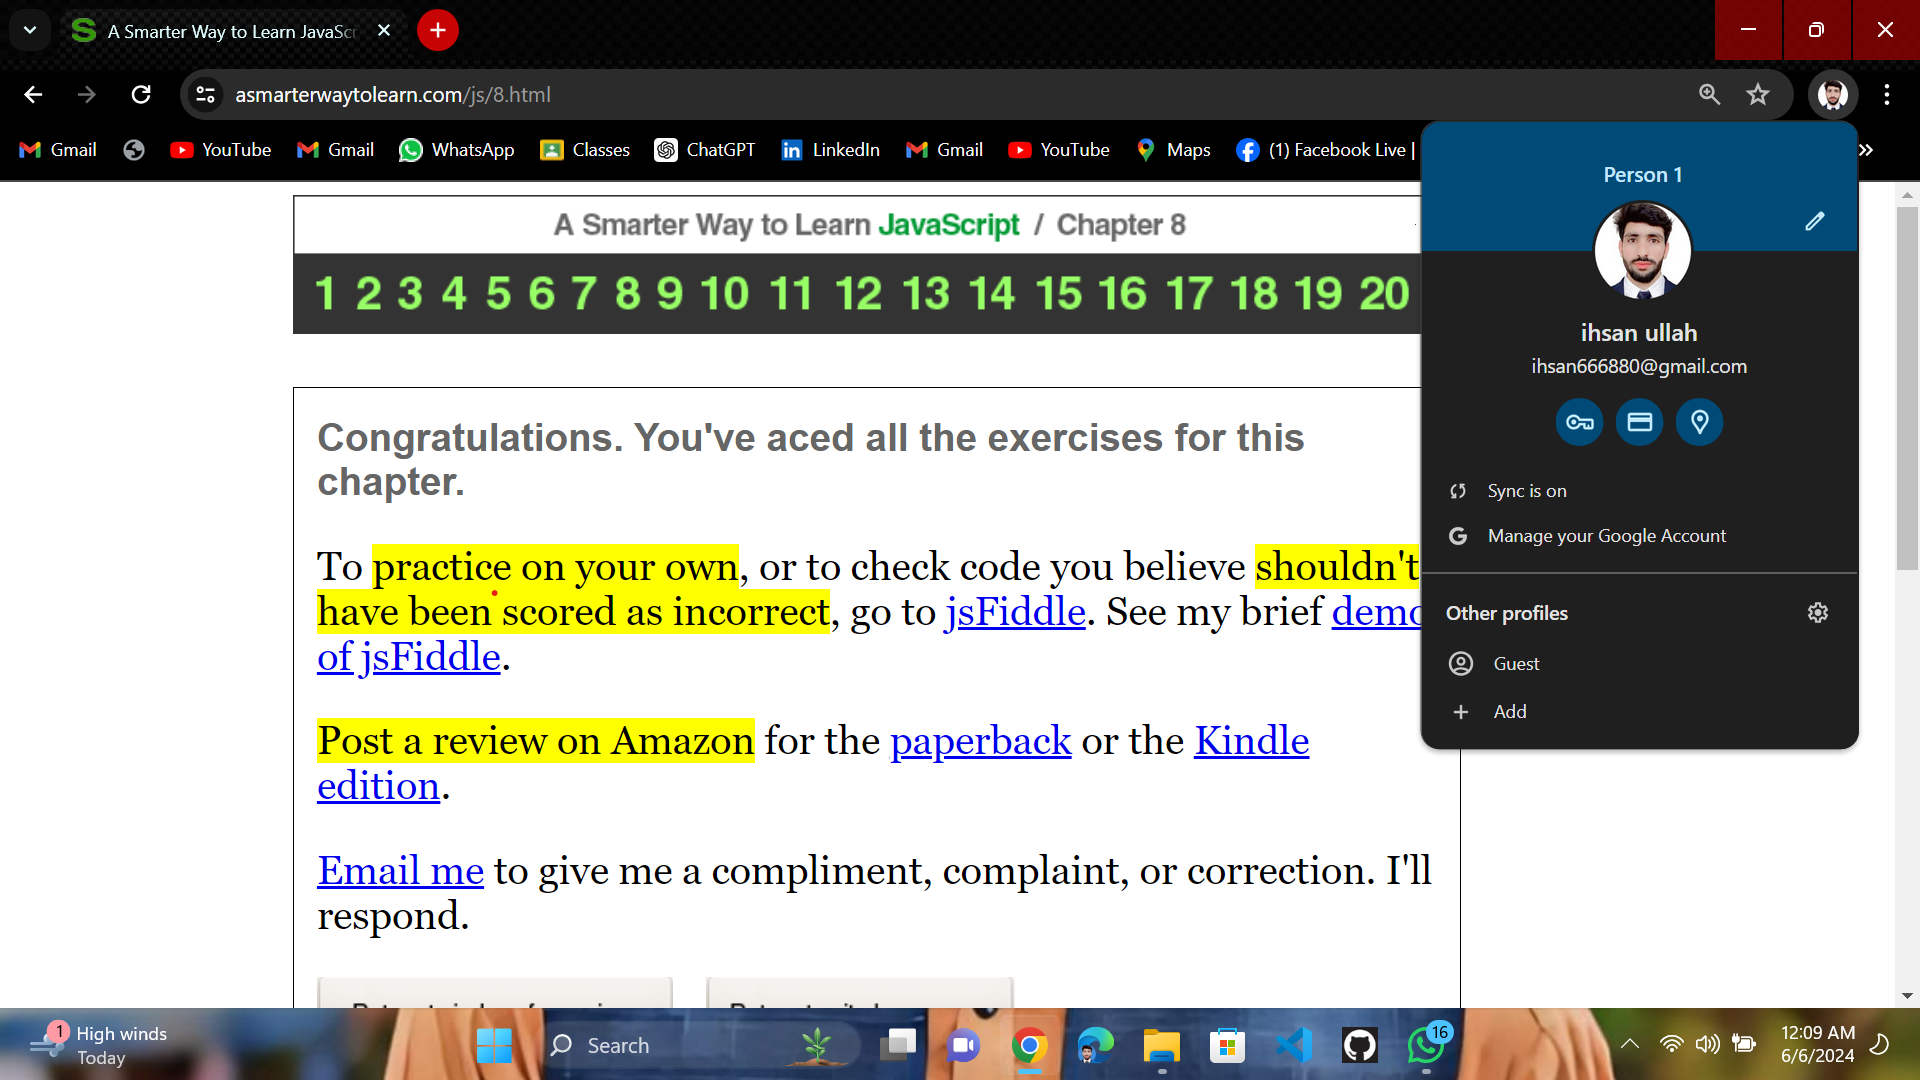 A Smarter Way to Learn JavaScr
asmarterwaytolearn.com/js/8.html
Gmail YouTube Gmail WhatsApp Classes ChatGPT LinkedIn Gmail YouTube Maps (1) Facebook Live |
A Smarter Way to Learn JavaScript / Chapter 8
1 2 3 4 5 6 7 8 9 10 11 12 13 14 15 16 17 18 19 20
Congratulations. You've aced all the exercises for this
chapter.
To practice on your own, or to check code you believe shouldn't
have been scored as incorrect, go to jsFiddle. See my brief demo
of jsFiddle.
Post a review on Amazon for the paperback or the Kindle
edition.
Email me to give me a compliment, complaint, or correction. I'll
respond.
Person 1
ihsan ullah
ihsan666880@gmail.com
Sync is on
Manage your Google Account
Other profiles
Guest
Add
1
High winds
Today
Search
16
12:09 AM
6/6/2024